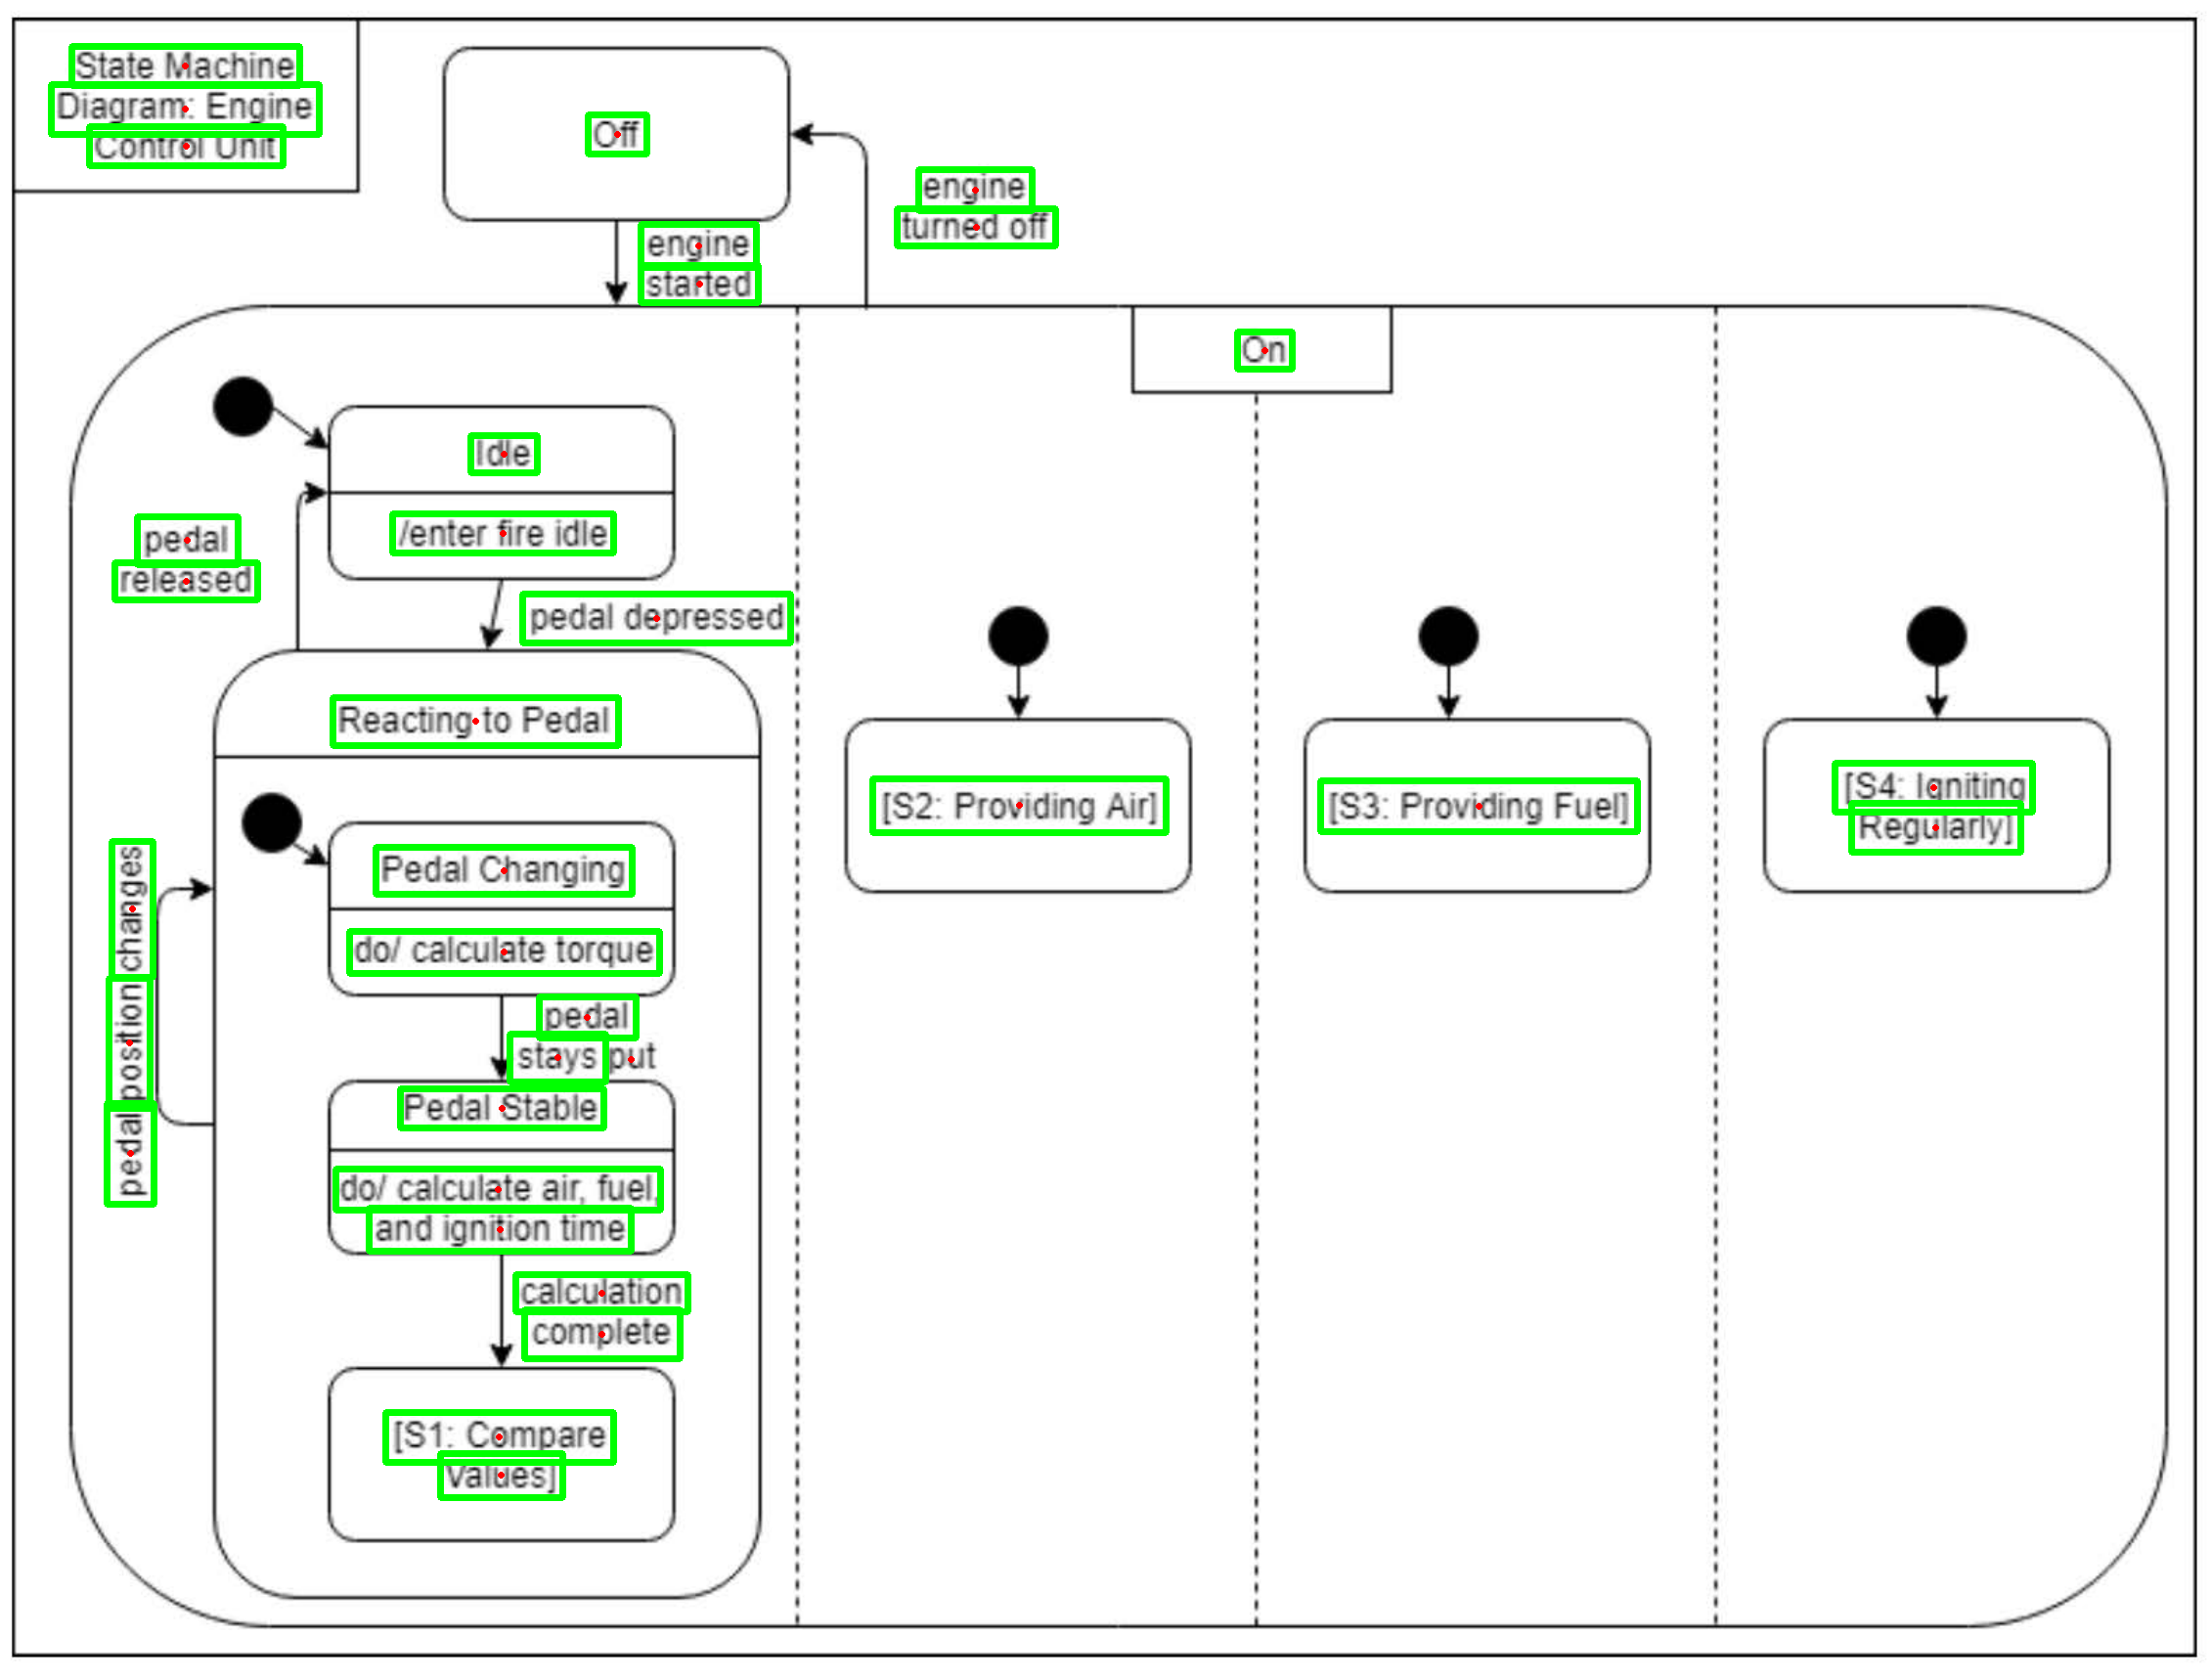 State Machine
Diagram: Engine
Control Unit
Off
engine
turned off
engine
started
On
Idle
/enter fire idle
pedal
released
pedal depressed
Reacting to Pedal
[S2: Providing Air]
[S3: Providing Fuel]
[S4: Igniting
Regularly]
Pedal Changing
do/ calculate torque
pedal position changes
pedal
stays put
Pedal Stable
do/ calculate air, fuel,
and ignition time
calculation
complete
[S1: Compare
Values]